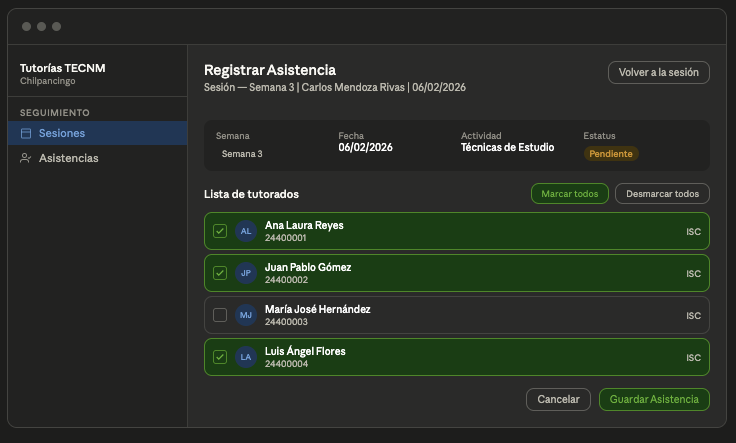 Tutorías TECNM
Chilpancingo
SEGUIMIENTO
Sesiones
Asistencias
Registrar Asistencia
Sesión — Semana 3 | Carlos Mendoza Rivas | 06/02/2026
Volver a la sesión
Semana
Semana 3
Fecha
06/02/2026
Actividad
Técnicas de Estudio
Estatus
Pendiente
Lista de tutorados
Marcar todos
Desmarcar todos
AL
Ana Laura Reyes
24400001
ISC
JP
Juan Pablo Gómez
24400002
ISC
MJ
María José Hernández
24400003
ISC
LA
Luis Ángel Flores
24400004
ISC
Cancelar
Guardar Asistencia